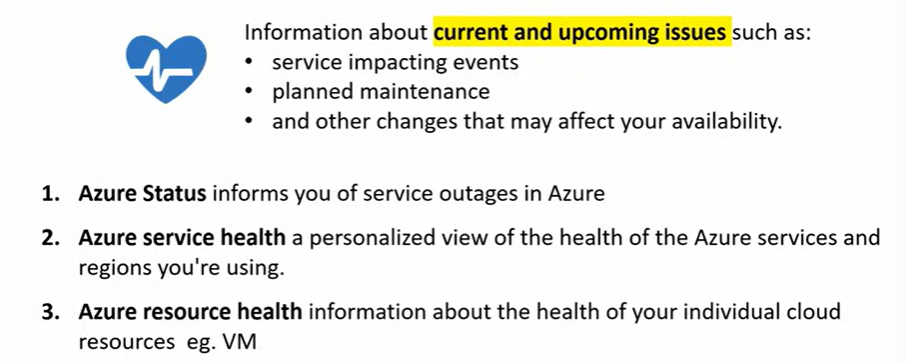 Information about current and upcoming issues such as:
• service impacting events
• planned maintenance
• and other changes that may affect your availability.
1. Azure Status informs you of service outages in Azure
2. Azure service health a personalized view of the health of the Azure services and
regions you're using.
3. Azure resource health information about the health of your individual cloud
resources eg. VM